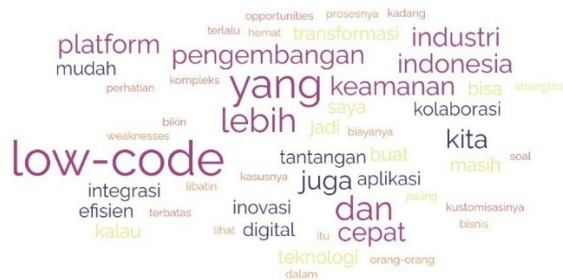 opportunities prosesnya kadang
terlalu hemat transformasi industri
platform pengembangan indonesia
mudah perhatian kompleks yang keamanan bisa strengths
bikin lebih saya kolaborasi
weaknesses jadi biayanya kita
low-code tantangan buat masih soal
integrasi libatin kasusnya juga aplikasi
efisien terbatas inovasi dan paling kustomisasinya
kalau lihat digital itu cepat bisnis
teknologi orang-orang
dalam